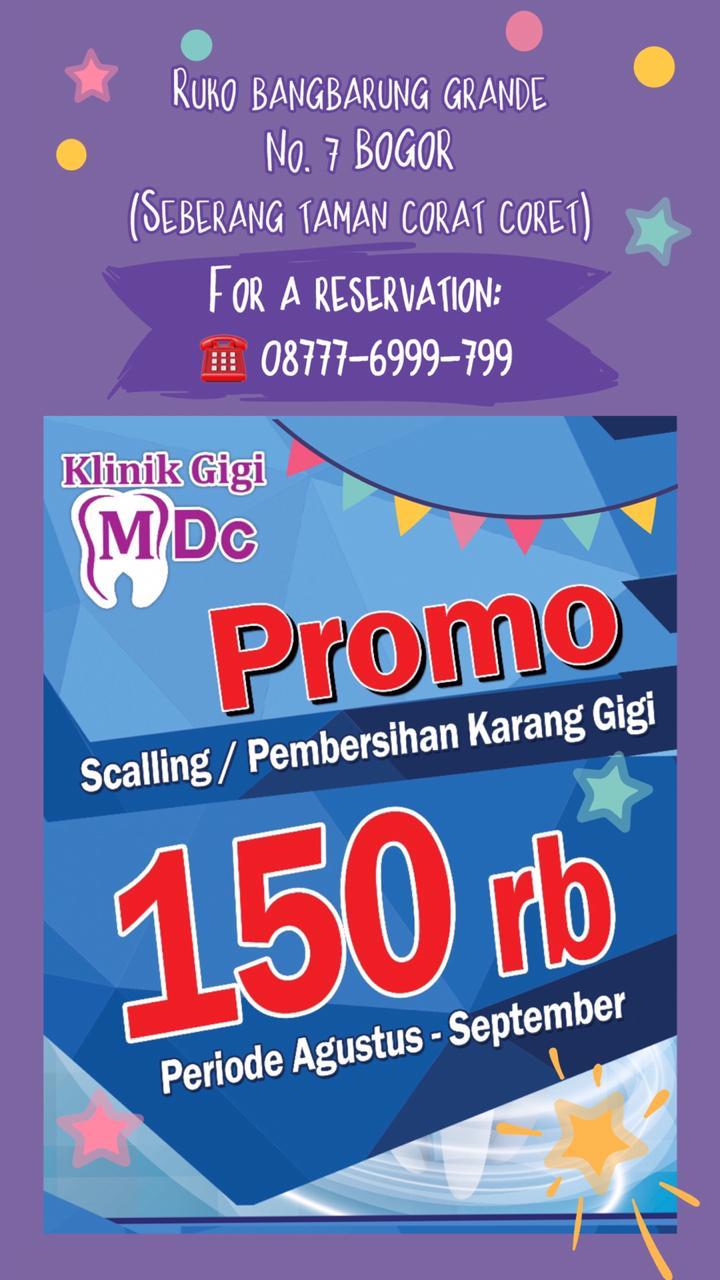 Ruko bangbarung grande
No. 7 BOGOR
(Seberang taman corat coret)
For a reservation:
☎️ 08777-6999-799
Klinik Gigi
MDc
Promo
Scalling / Pembersihan Karang Gigi
150 rb
Periode Agustus - September